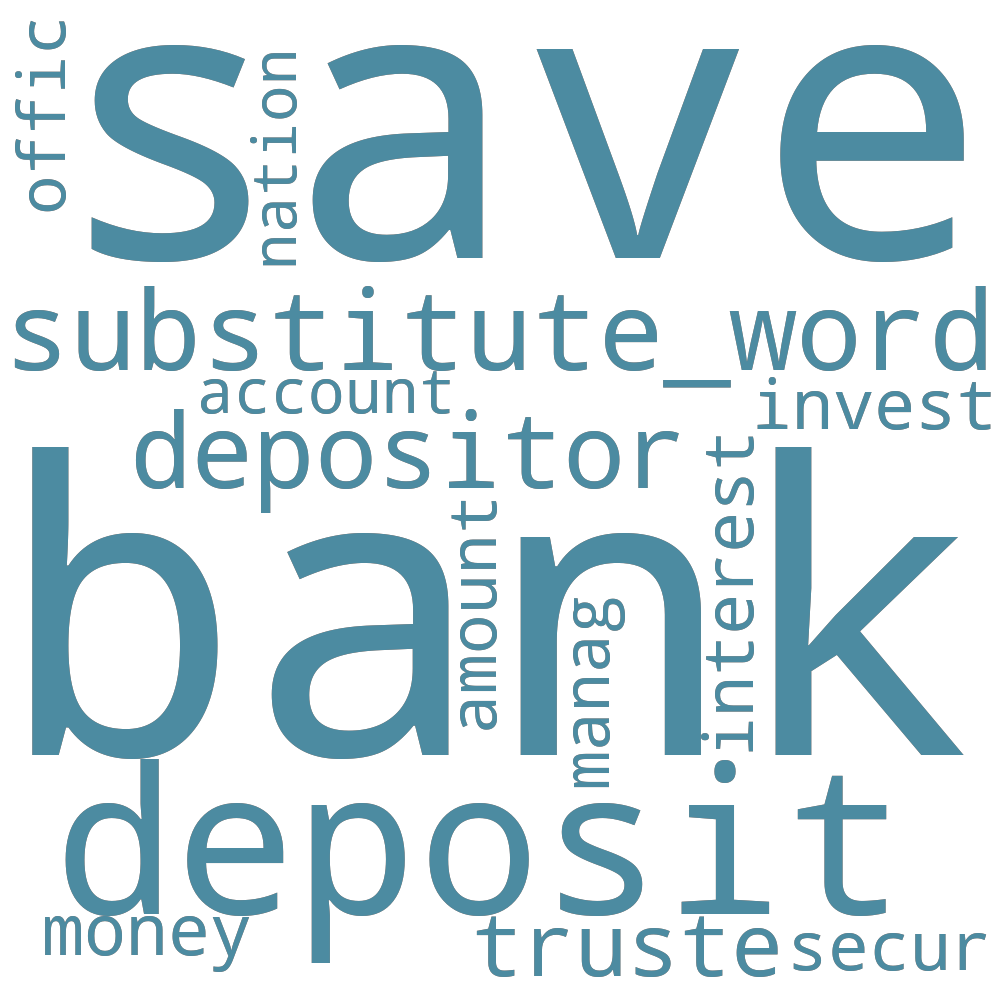 offic
save
nation
substitute_word
account
invest
depositor
bank
amount
manag
interest
deposit
money
truste
secur